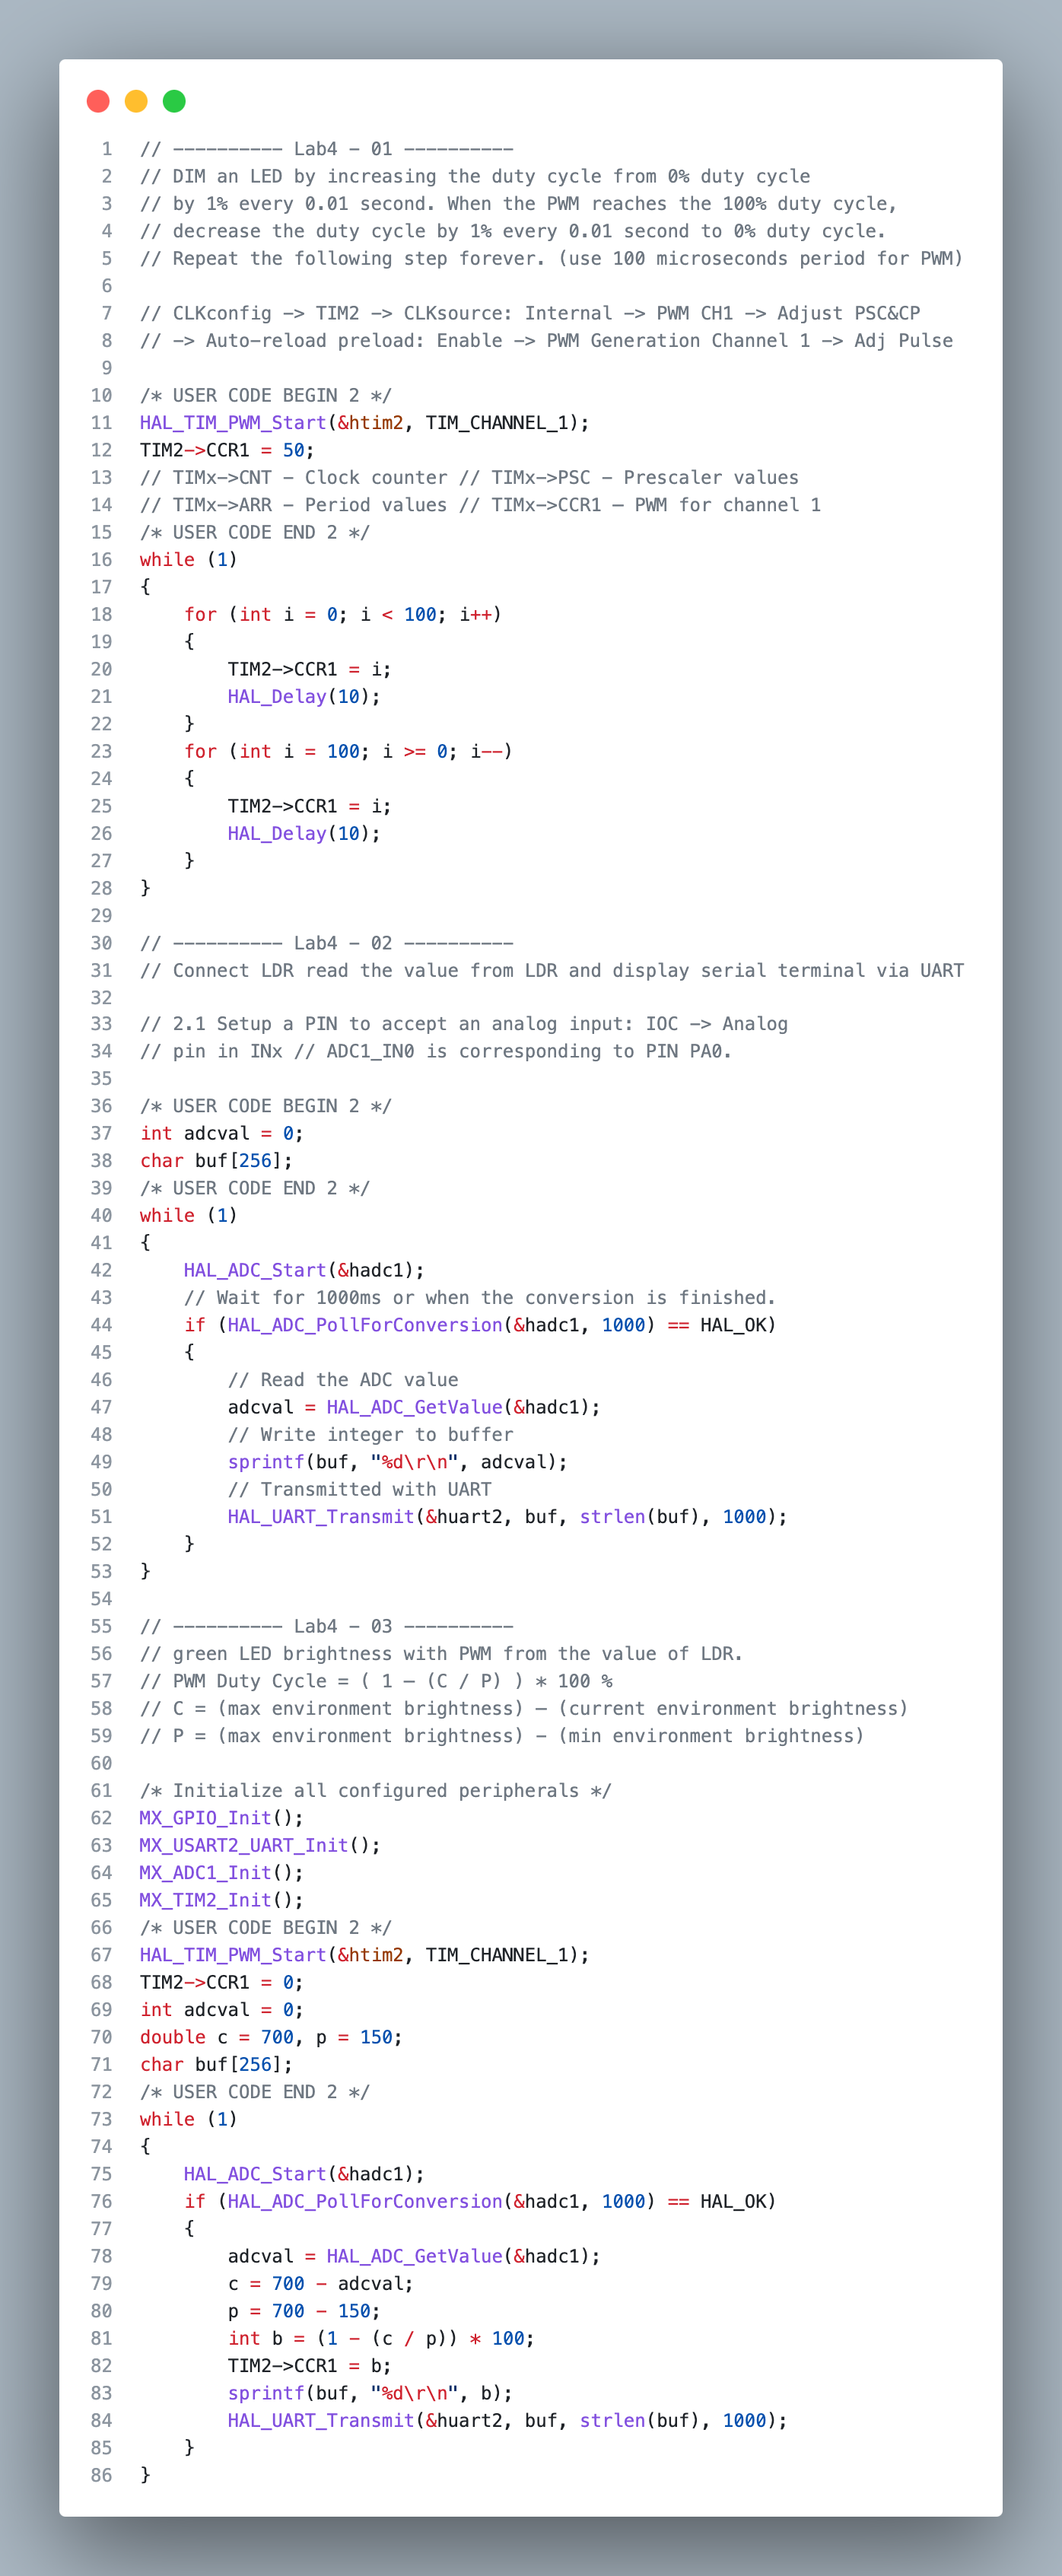 1 // ---------- Lab4 - 01 ----------
2 // DIM an LED by increasing the duty cycle from 0% duty cycle
3 // by 1% every 0.01 second. When the PWM reaches the 100% duty cycle,
4 // decrease the duty cycle by 1% every 0.01 second to 0% duty cycle.
5 // Repeat the following step forever. (use 100 microseconds period for PWM)
6
7 // CLKconfig -> TIM2 -> CLKsource: Internal -> PWM CH1 -> Adjust PSC&CP
8 // -> Auto-reload preload: Enable -> PWM Generation Channel 1 -> Adj Pulse
9
10 /* USER CODE BEGIN 2 */
11 HAL_TIM_PWM_Start(&htim2, TIM_CHANNEL_1);
12 TIM2->CCR1 = 50;
13 // TIMx->CNT - Clock counter // TIMx->PSC - Prescaler values
14 // TIMx->ARR - Period values // TIMx->CCR1 – PWM for channel 1
15 /* USER CODE END 2 */
16 while (1)
17 {
18     for (int i = 0; i < 100; i++)
19     {
20         TIM2->CCR1 = i;
21         HAL_Delay(10);
22     }
23     for (int i = 100; i >= 0; i--)
24     {
25         TIM2->CCR1 = i;
26         HAL_Delay(10);
27     }
28 }
29
30 // ---------- Lab4 - 02 ----------
31 // Connect LDR read the value from LDR and display serial terminal via UART
32
33 // 2.1 Setup a PIN to accept an analog input: IOC -> Analog
34 // pin in INx // ADC1_IN0 is corresponding to PIN PA0.
35
36 /* USER CODE BEGIN 2 */
37 int adcval = 0;
38 char buf[256];
39 /* USER CODE END 2 */
40 while (1)
41 {
42     HAL_ADC_Start(&hadc1);
43     // Wait for 1000ms or when the conversion is finished.
44     if (HAL_ADC_PollForConversion(&hadc1, 1000) == HAL_OK)
45     {
46         // Read the ADC value
47         adcval = HAL_ADC_GetValue(&hadc1);
48         // Write integer to buffer
49         sprintf(buf, "%d\r\n", adcval);
50         // Transmitted with UART
51         HAL_UART_Transmit(&huart2, buf, strlen(buf), 1000);
52     }
53 }
54
55 // ---------- Lab4 - 03 ----------
56 // green LED brightness with PWM from the value of LDR.
57 // PWM Duty Cycle = ( 1 – (C / P) ) * 100 %
58 // C = (max environment brightness) – (current environment brightness)
59 // P = (max environment brightness) - (min environment brightness)
60
61 /* Initialize all configured peripherals */
62 MX_GPIO_Init();
63 MX_USART2_UART_Init();
64 MX_ADC1_Init();
65 MX_TIM2_Init();
66 /* USER CODE BEGIN 2 */
67 HAL_TIM_PWM_Start(&htim2, TIM_CHANNEL_1);
68 TIM2->CCR1 = 0;
69 int adcval = 0;
70 double c = 700, p = 150;
71 char buf[256];
72 /* USER CODE END 2 */
73 while (1)
74 {
75     HAL_ADC_Start(&hadc1);
76     if (HAL_ADC_PollForConversion(&hadc1, 1000) == HAL_OK)
77     {
78         adcval = HAL_ADC_GetValue(&hadc1);
79         c = 700 - adcval;
80         p = 700 - 150;
81         int b = (1 - (c / p)) * 100;
82         TIM2->CCR1 = b;
83         sprintf(buf, "%d\r\n", b);
84         HAL_UART_Transmit(&huart2, buf, strlen(buf), 1000);
85     }
86 }